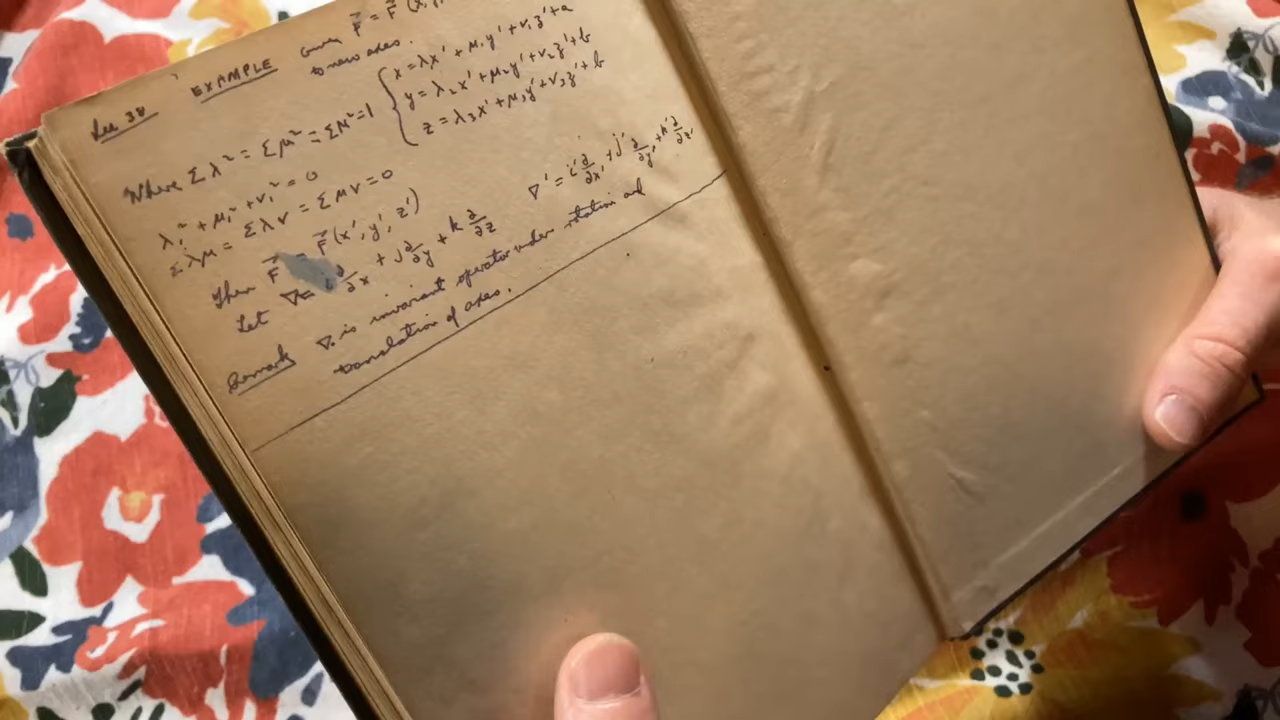 Lec 38 EXAMPLE Given F⃗ = F⃗ (x, y,
to new axes.
x = λx' + μ₁y' + ν₁z' + a
y = λ₂x' + μ₂y' + ν₂z' + b
z = λ₃x' + μ₃y' + ν₃z' + b
Where Σλ² = Σμ² = Σν² = 1
λ₁² + μ₁² + ν₁² = 0
Σλμ = Σλν = Σμν = 0
Then F⃗ F⃗(x', y', z')
Let ∇ = i ∂/∂x + j ∂/∂y + k ∂/∂z ∇' = i' ∂/∂x' + j' ∂/∂y' + k' ∂/∂z'
Remark ∇ is invariant operator under rotation and
translation of axes.